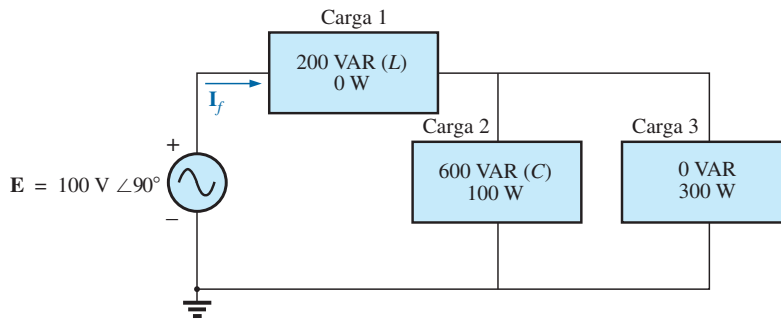 Carga 1
200 VAR (L)
0 W
I_f
Carga 2
Carga 3
+
E = 100 V ∠90°
−
600 VAR (C)
100 W
0 VAR
300 W